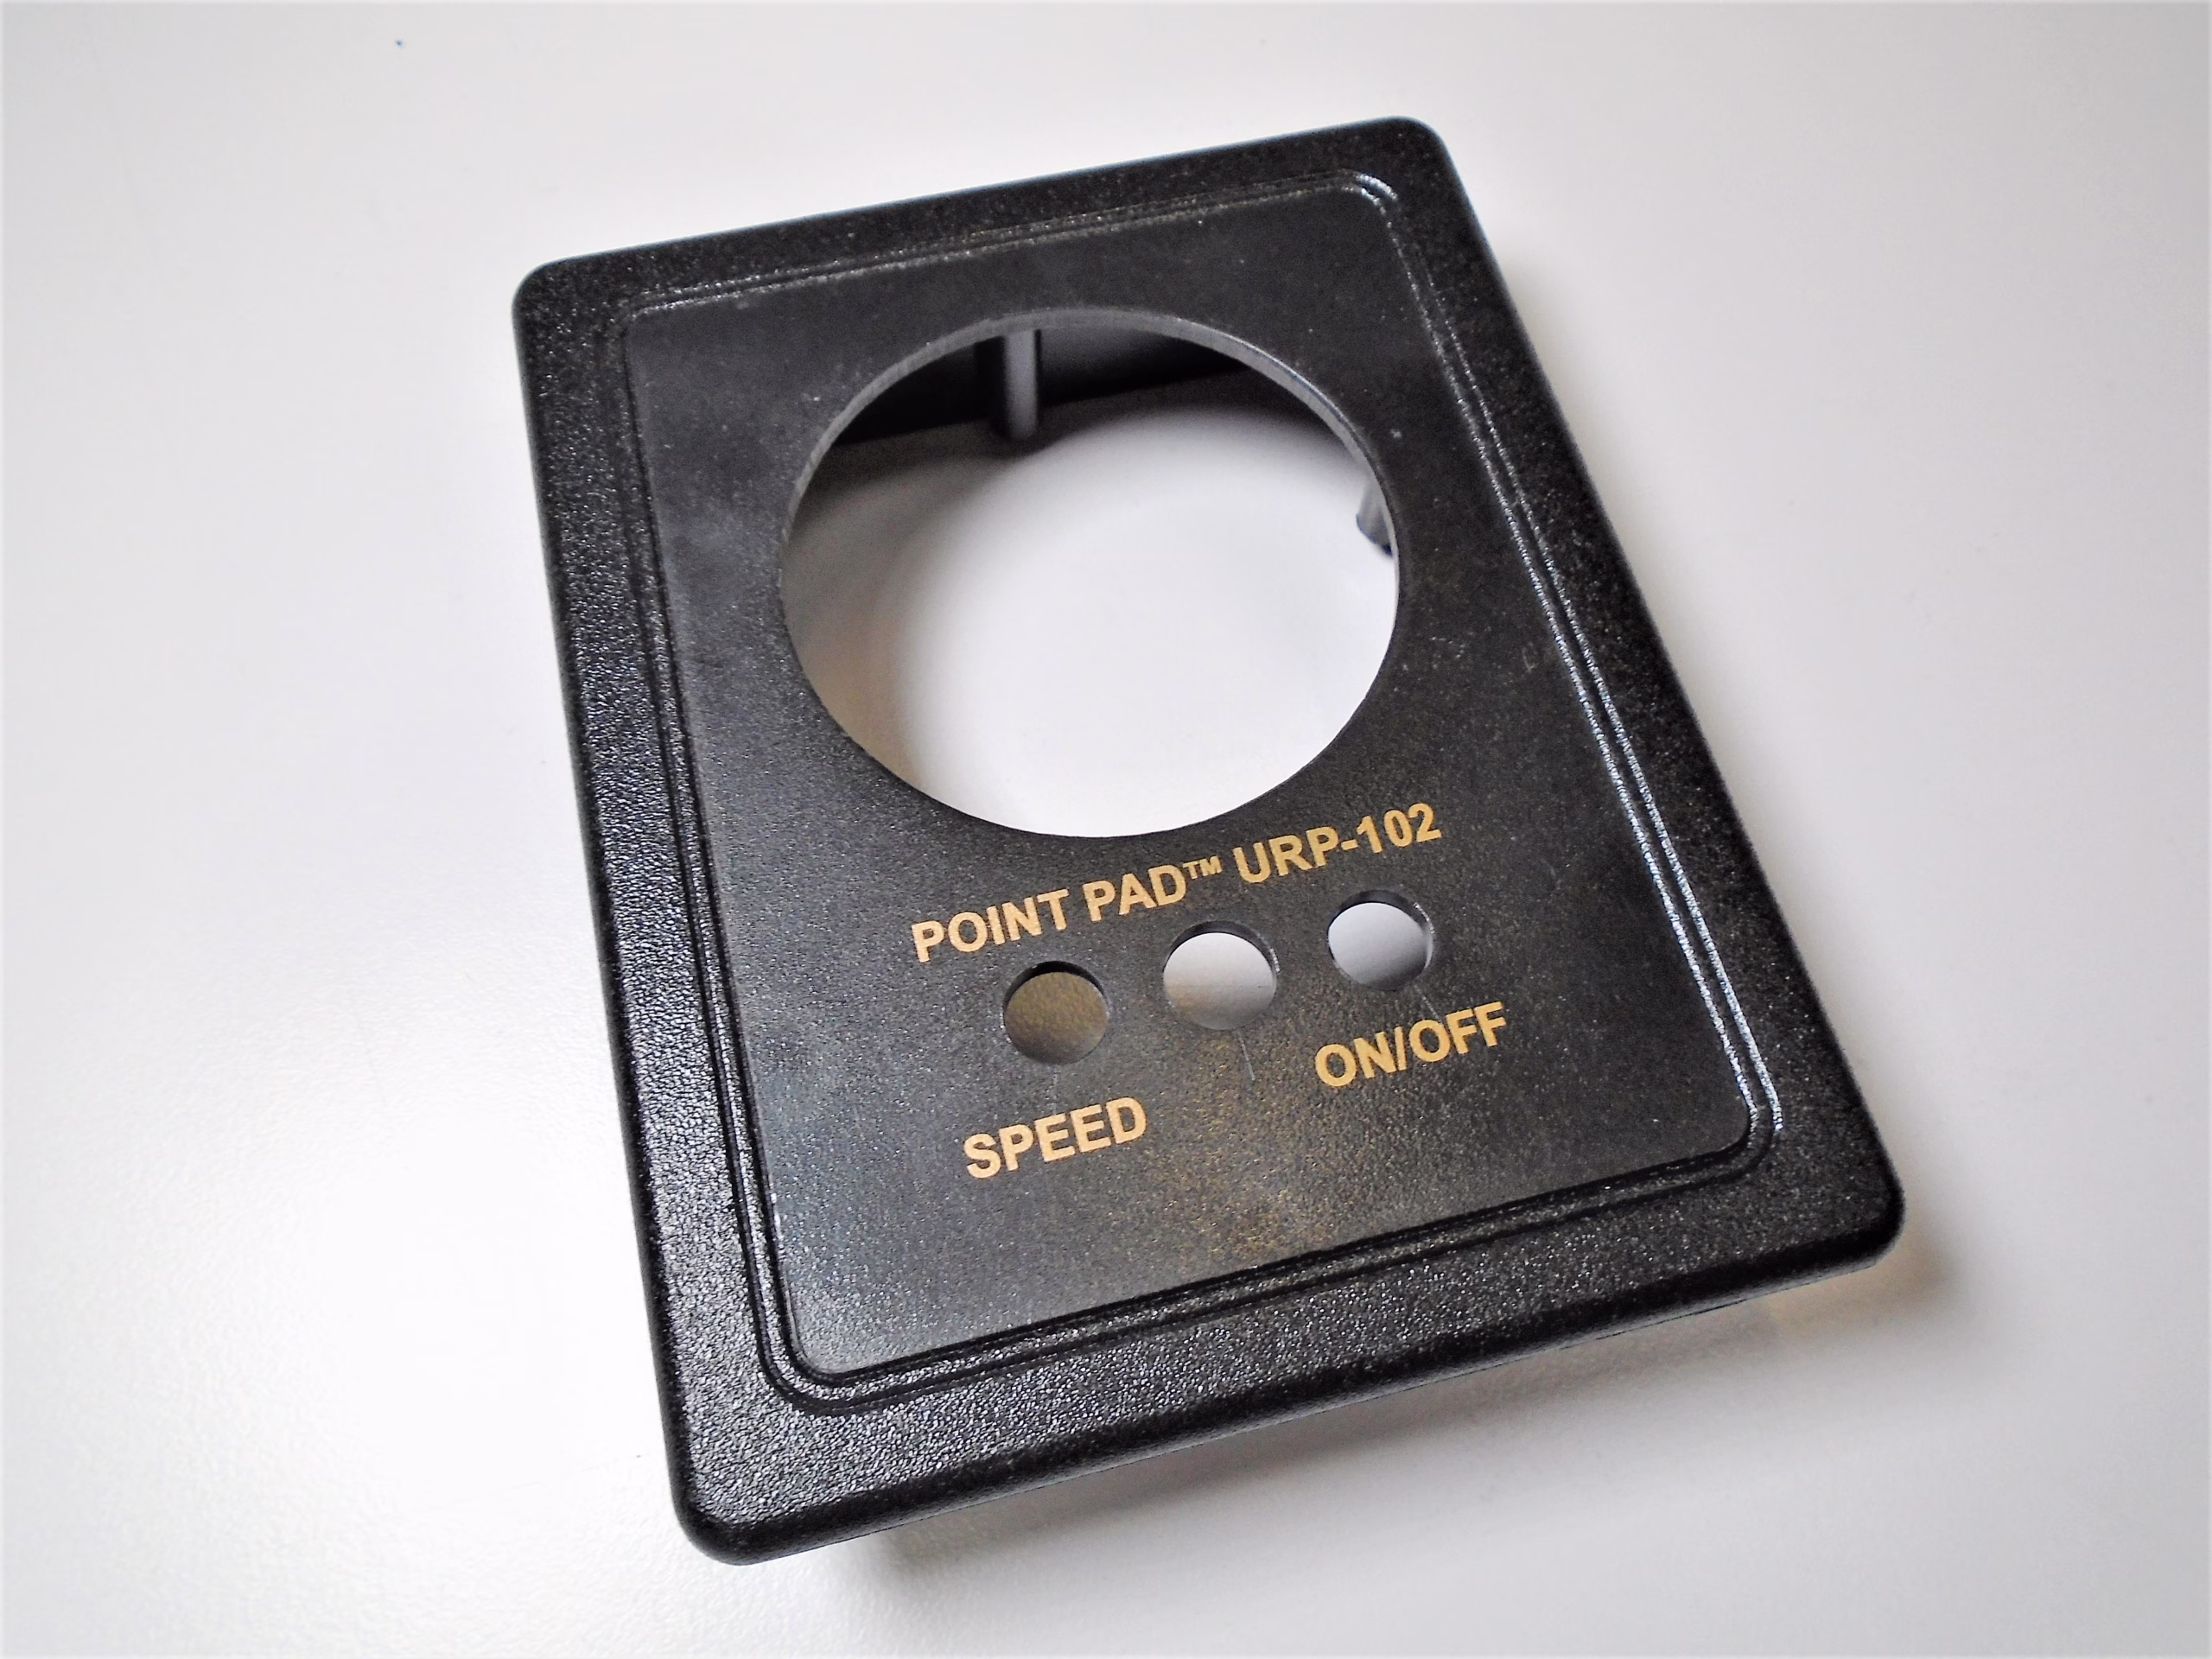 POINT PAD™ URP-102
SPEED
ON/OFF